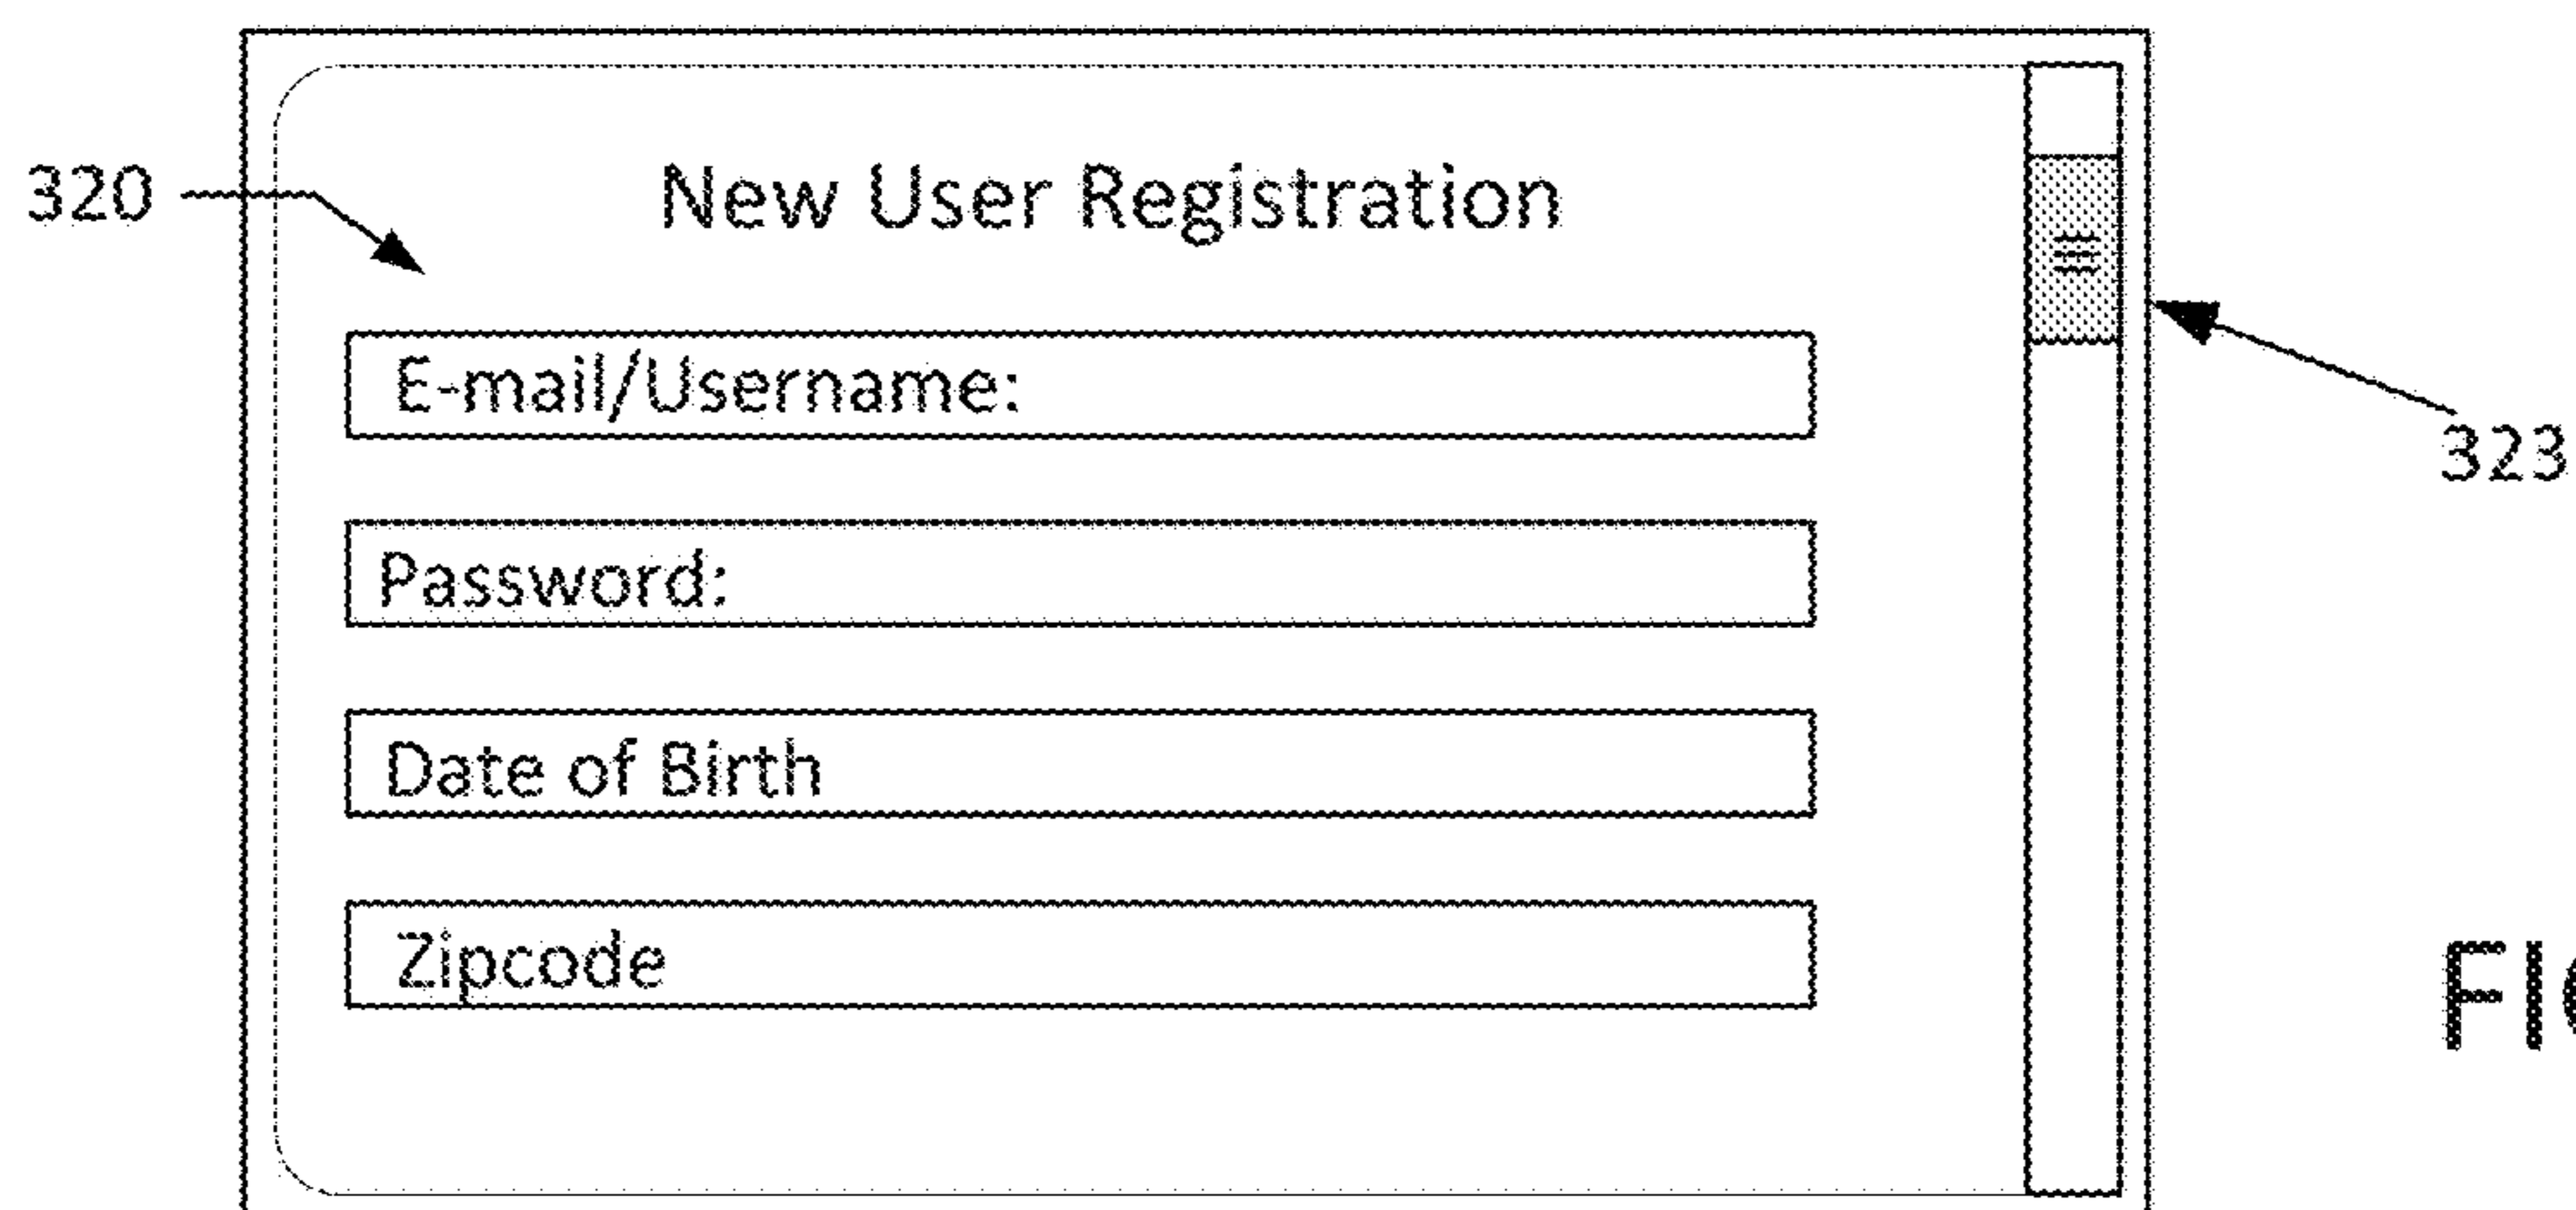 320
New User Registration
E-mail/Username:
323
Password:
Date of Birth
Zipcode